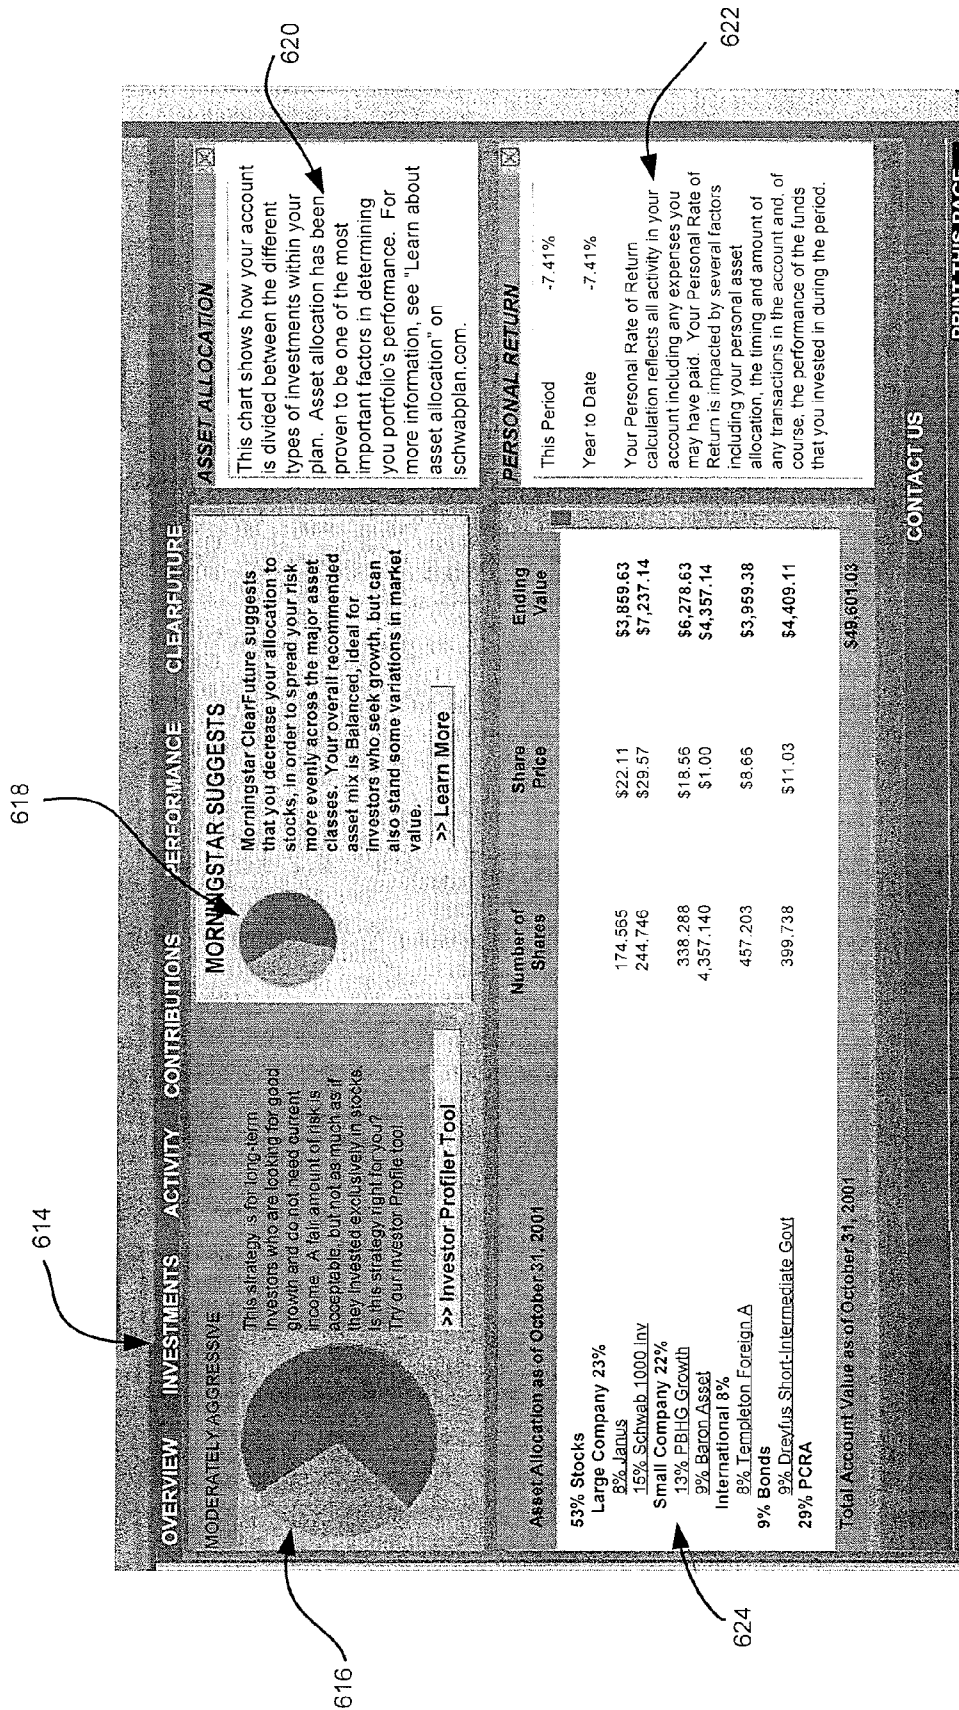 614
618
620
616
622
624
OVERVIEW INVESTMENTS ACTIVITY CONTRIBUTIONS PERFORMANCE CLEARFUTURE
MODERATELY AGGRESSIVE
This strategy is for long-term
investors who are looking for good
growth and do not need current
income. A fair amount of risk is
acceptable, but not as much as if
they invested exclusively in stocks.
Is this strategy right for you?
Try our Investor Profile tool
>> Investor Profiler Tool
MORNINGSTAR SUGGESTS
Morningstar ClearFuture suggests
that you decrease your allocation to
stocks, in order to spread your risk
more evenly across the major asset
classes. Your overall recommended
asset mix is Balanced, ideal for
investors who seek growth, but can
also stand some variations in market
value.
>> Learn More
ASSET ALLOCATION
This chart shows how your account
is divided between the different
types of investments within your
plan. Asset allocation has been
proven to be one of the most
important factors in determining
you portfolio's performance. For
more information, see "Learn about
asset allocation" on
schwabplan.com.
Asset Allocation as of October 31, 2001 Number of Shares Share Price Ending Value
53% Stocks
Large Company 23%
8% Janus 174.565 $22.11 $3,859.63
15% Schwab 1000 Inv 244.746 $29.57 $7,237.14
Small Company 22%
13% PBHG Growth 338.288 $18.56 $6,278.63
9% Baron Asset 4,357.140 $1.00 $4,357.14
International 8%
8% Templeton Foreign A 457.203 $8.66 $3,959.38
9% Bonds
9% Dreyfus Short-Intermediate Govt 399.738 $11.03 $4,409.11
29% PCRA
Total Account Value as of October 31, 2001 $49,601.03
PERSONAL RETURN
This Period -7.41%
Year to Date -7.41%
Your Personal Rate of Return
calculation reflects all activity in your
account including any expenses you
may have paid. Your Personal Rate of
Return is impacted by several factors
including your personal asset
allocation, the timing and amount of
any transactions in the account and, of
course, the performance of the funds
that you invested in during the period.
CONTACT US
PRINT THIS PAGE